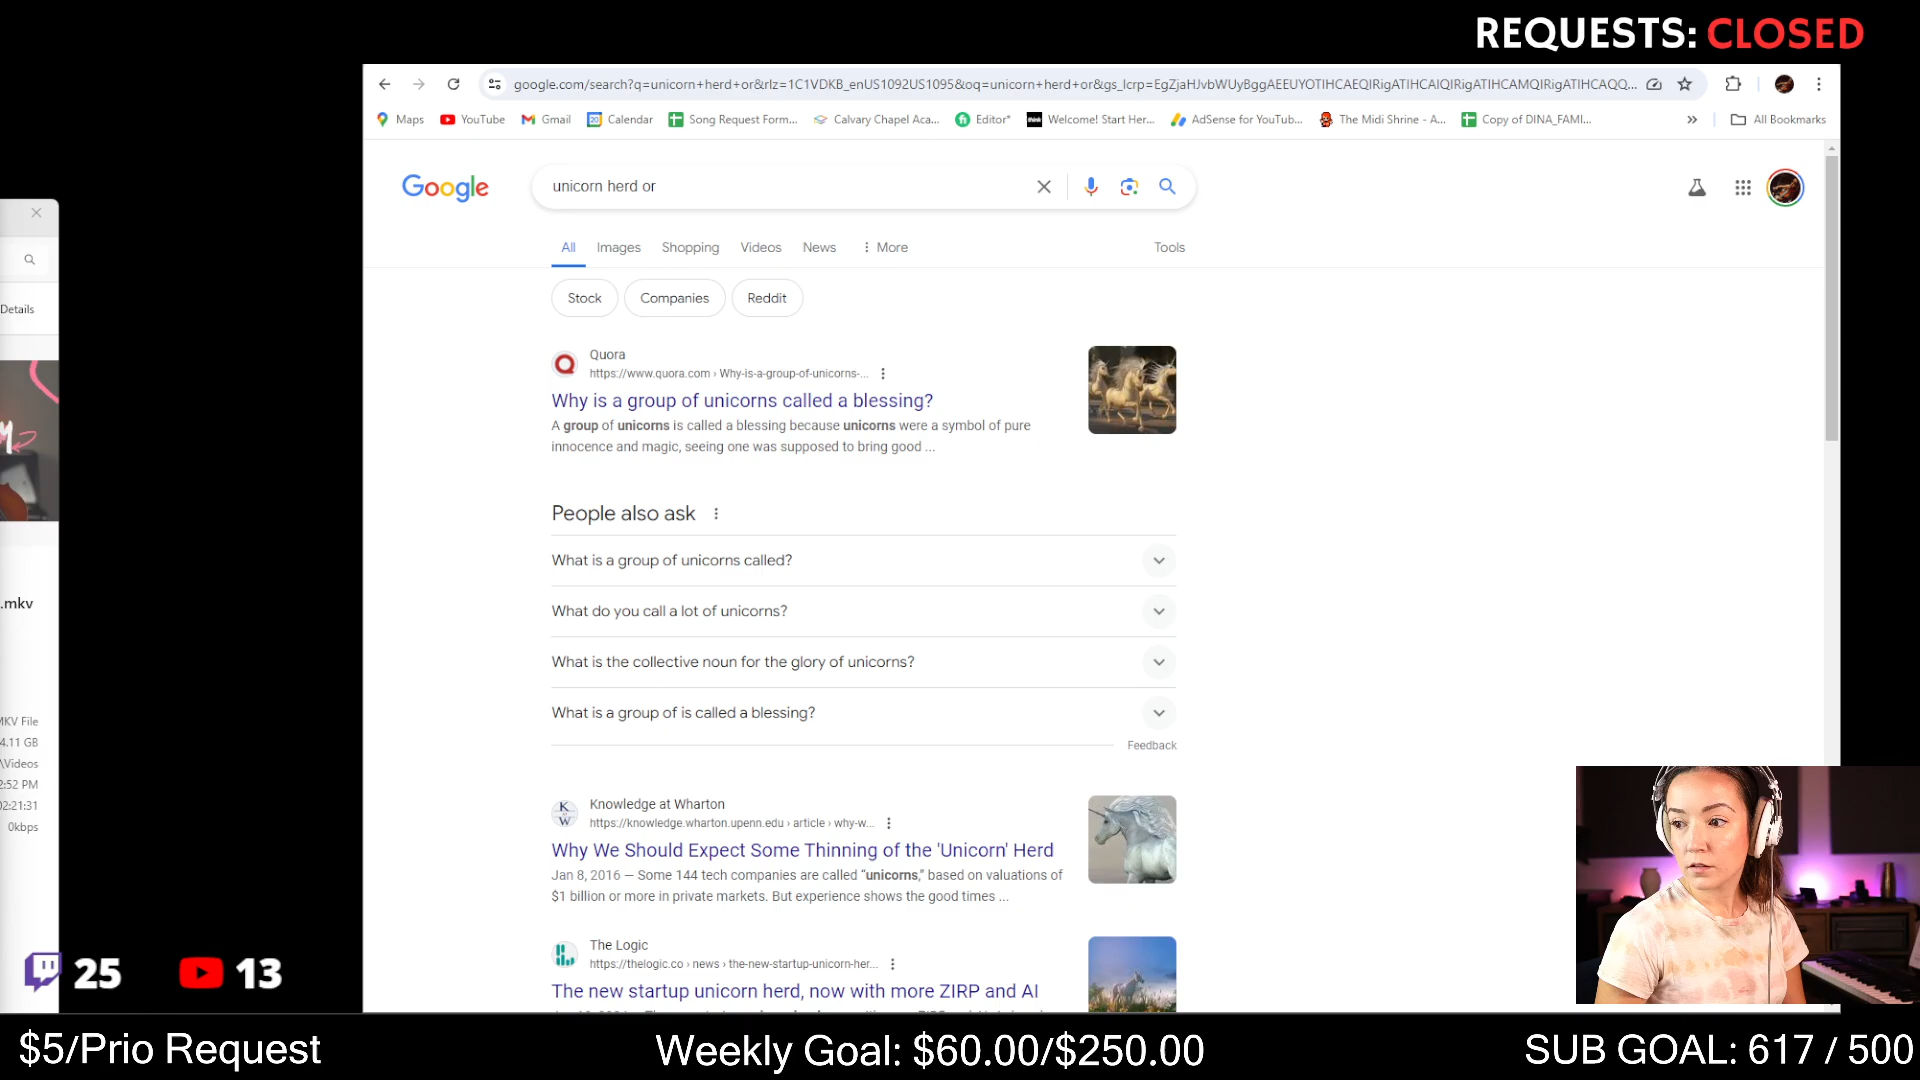 REQUESTS: CLOSED
google.com/search?q=unicorn+herd+or&rlz=1C1VDKB_enUS1092US1095&oq=unicorn+herd+or&gs_lcrp=EgZjaHJvbWUyBggAEEUYOTIHCAEQIRigATIHCAIQIRigATIHCAMQIRigATIHCAQQ...
Maps YouTube Gmail Calendar Song Request Form... Calvary Chapel Aca... Editor* Welcome! Start Her... AdSense for YouTub... The Midi Shrine - A... Copy of DINA_FAMI... » All Bookmarks
Google unicorn herd or
All Images Shopping Videos News More Tools
Stock Companies Reddit
Details
Quora
https://www.quora.com › Why-is-a-group-of-unicorns-...
Why is a group of unicorns called a blessing?
A group of unicorns is called a blessing because unicorns were a symbol of pure
innocence and magic, seeing one was supposed to bring good ...
People also ask
What is a group of unicorns called?
What do you call a lot of unicorns?
What is the collective noun for the glory of unicorns?
What is a group of is called a blessing?
Feedback
.mkv
MKV File
4.11 GB
\Videos
2:52 PM
02:21:31
0kbps
Knowledge at Wharton
https://knowledge.wharton.upenn.edu › article › why-w...
Why We Should Expect Some Thinning of the 'Unicorn' Herd
Jan 8, 2016 — Some 144 tech companies are called “unicorns,” based on valuations of
$1 billion or more in private markets. But experience shows the good times ...
The Logic
https://thelogic.co › news › the-new-startup-unicorn-her...
The new startup unicorn herd, now with more ZIRP and AI
25 13
$5/Prio Request Weekly Goal: $60.00/$250.00 SUB GOAL: 617 / 500